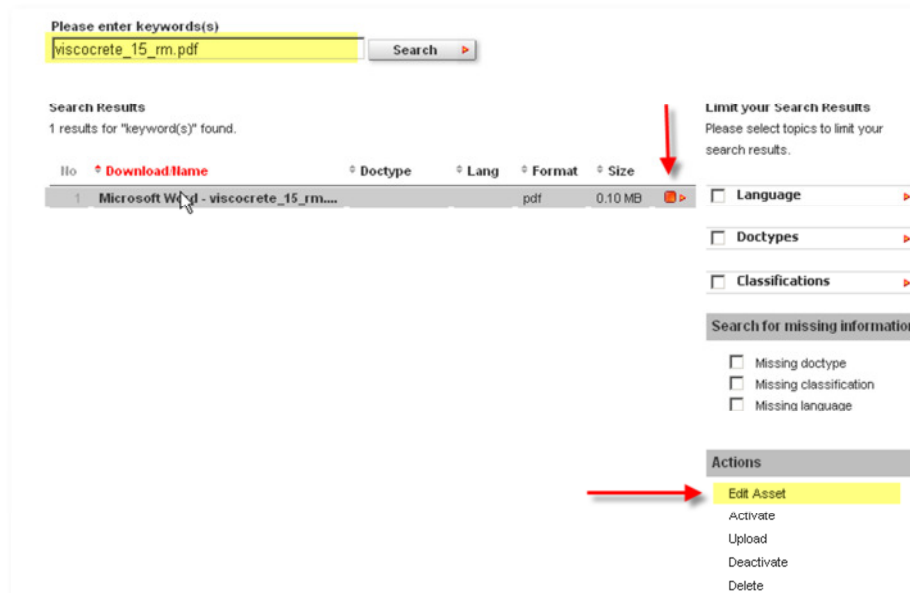 Please enter keywords(s)
viscocrete_15_rm.pdf
Search
Search Results
1 results for "keyword(s)" found.
No Download/Name Doctype Lang Format Size
1 Microsoft Word - viscocrete_15_rm.... pdf 0.10 MB
Limit your Search Results
Please select topics to limit your
search results.
Language
Doctypes
Classifications
Search for missing information
Missing doctype
Missing classification
Missing language
Actions
Edit Asset
Activate
Upload
Deactivate
Delete